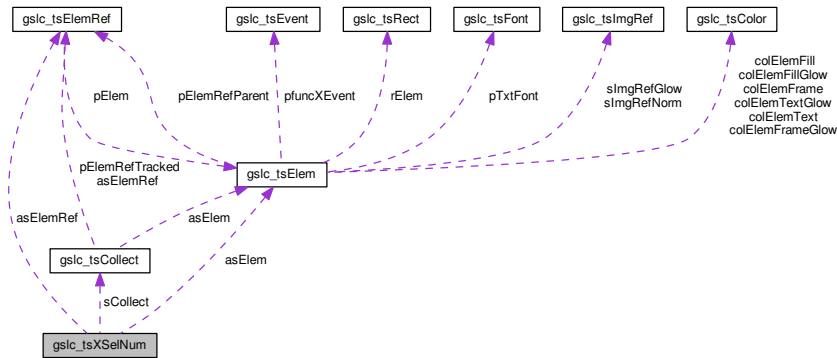 gslc_tsElemRef
gslc_tsEvent
gslc_tsRect
gslc_tsFont
gslc_tsImgRef
gslc_tsColor
pElem
pElemRefParent
pfuncXEvent
rElem
pTxtFont
sImgRefGlow
sImgRefNorm
colElemFill
colElemFillGlow
colElemFrame
colElemTextGlow
colElemText
colElemFrameGlow
pElemRefTracked
asElemRef
gslc_tsElem
asElemRef
asElem
gslc_tsCollect
asElem
sCollect
gslc_tsXSelNum